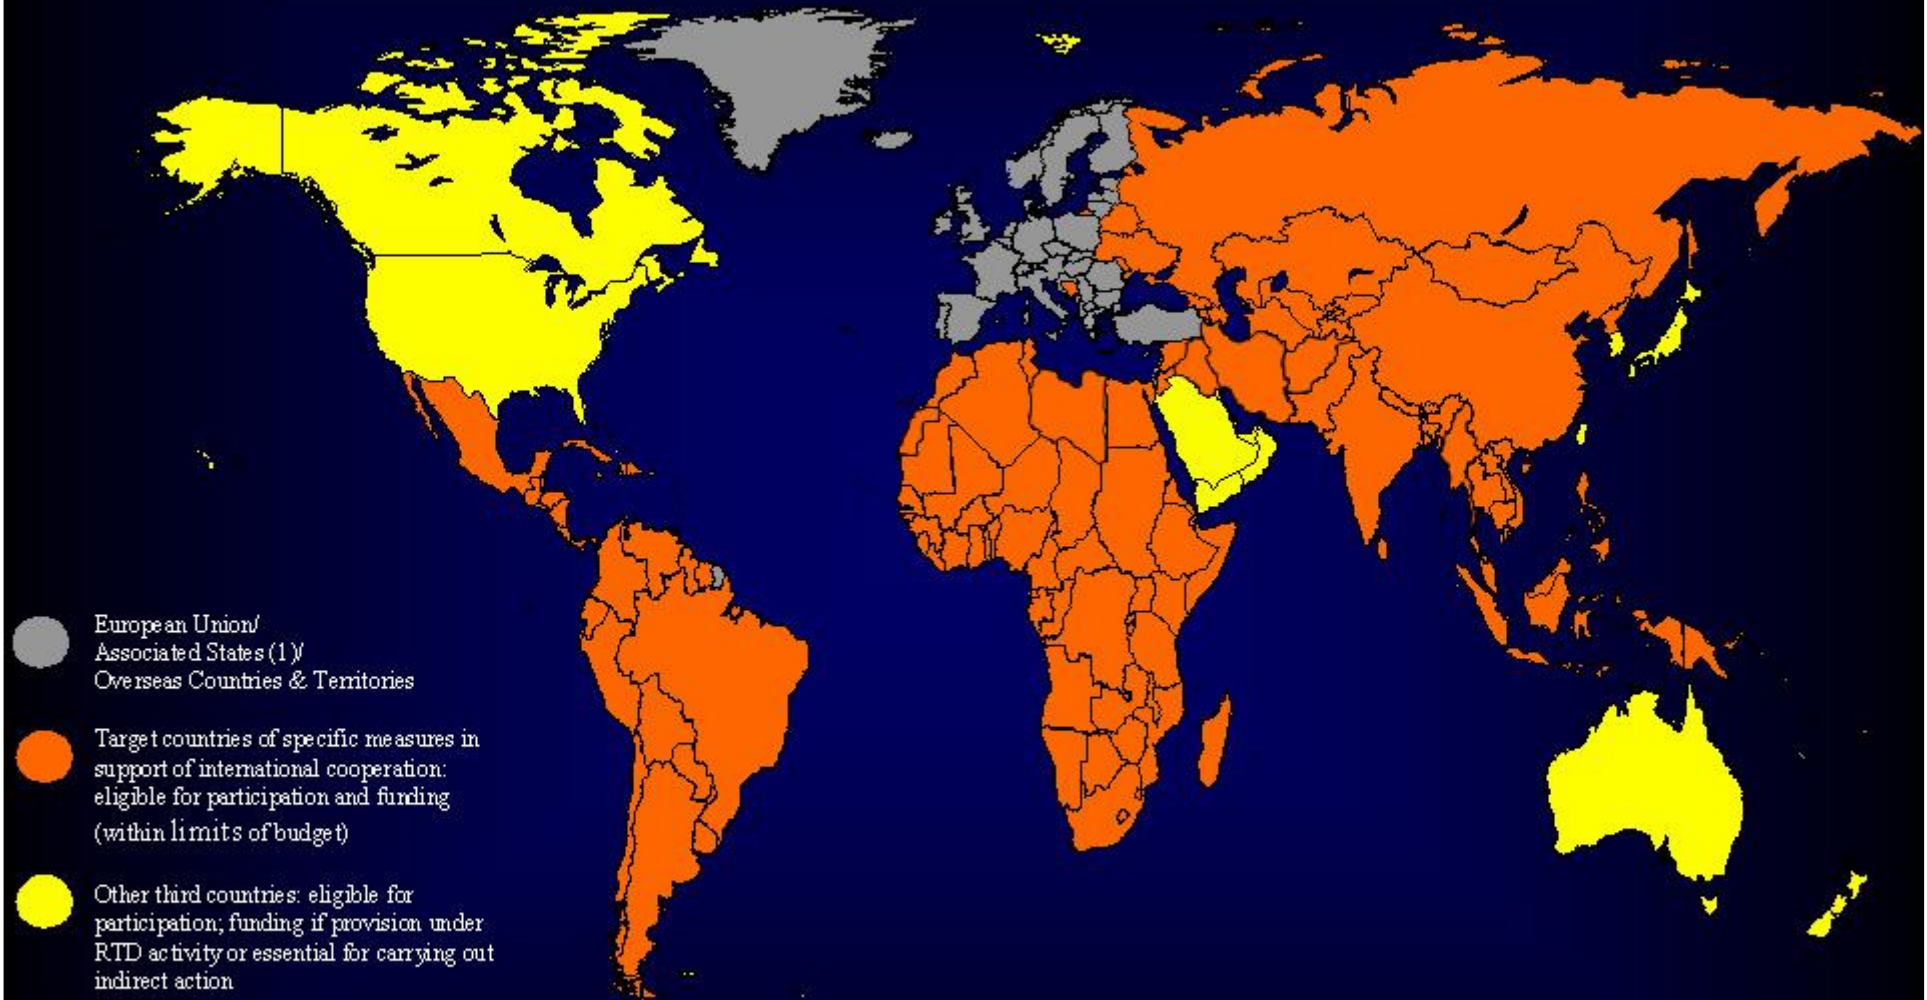 European Union/
Associated States (1)/
Overseas Countries & Territories
Target countries of specific measures in
support of international cooperation:
eligible for participation and funding
(within limits of budget)
Other third countries: eligible for
participation; funding if provision under
RTD activity or essential for carrying out
indirect action